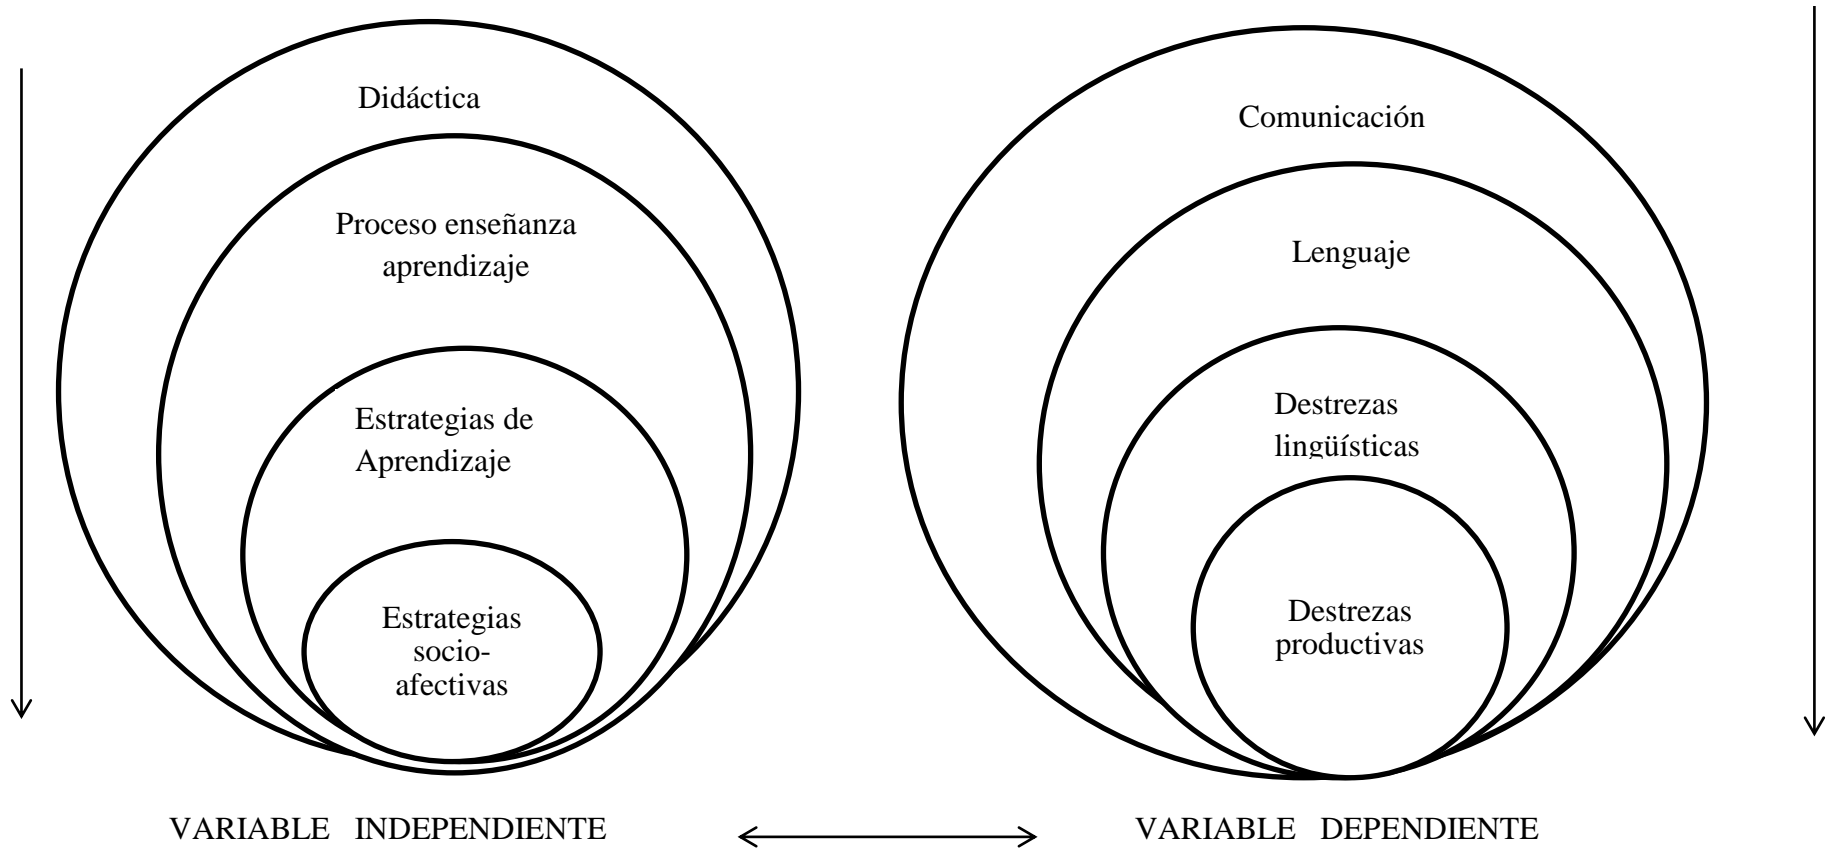 Didáctica
Proceso enseñanza
aprendizaje
Estrategias de
Aprendizaje
Estrategias
socio-
afectivas
VARIABLE INDEPENDIENTE
Comunicación
Lenguaje
Destrezas
lingüísticas
Destrezas
productivas
VARIABLE DEPENDIENTE